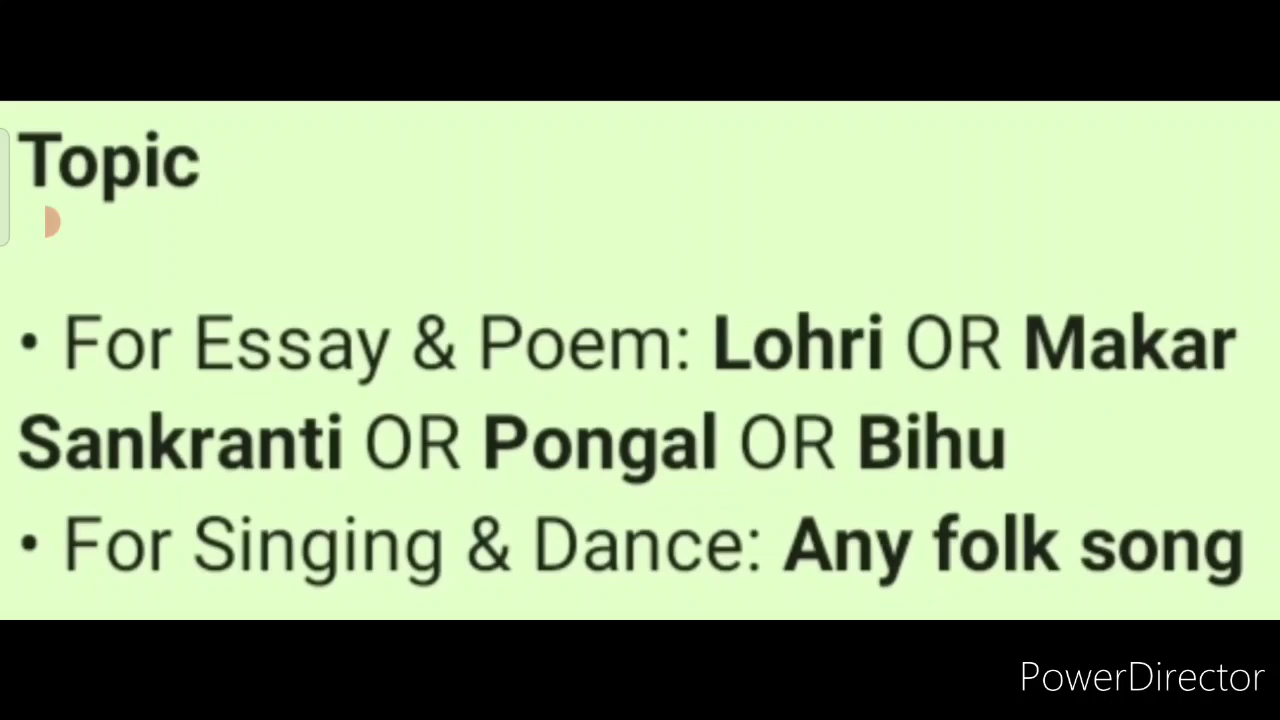 Topic
• For Essay & Poem: Lohri OR Makar
Sankranti OR Pongal OR Bihu
• For Singing & Dance: Any folk song
PowerDirector